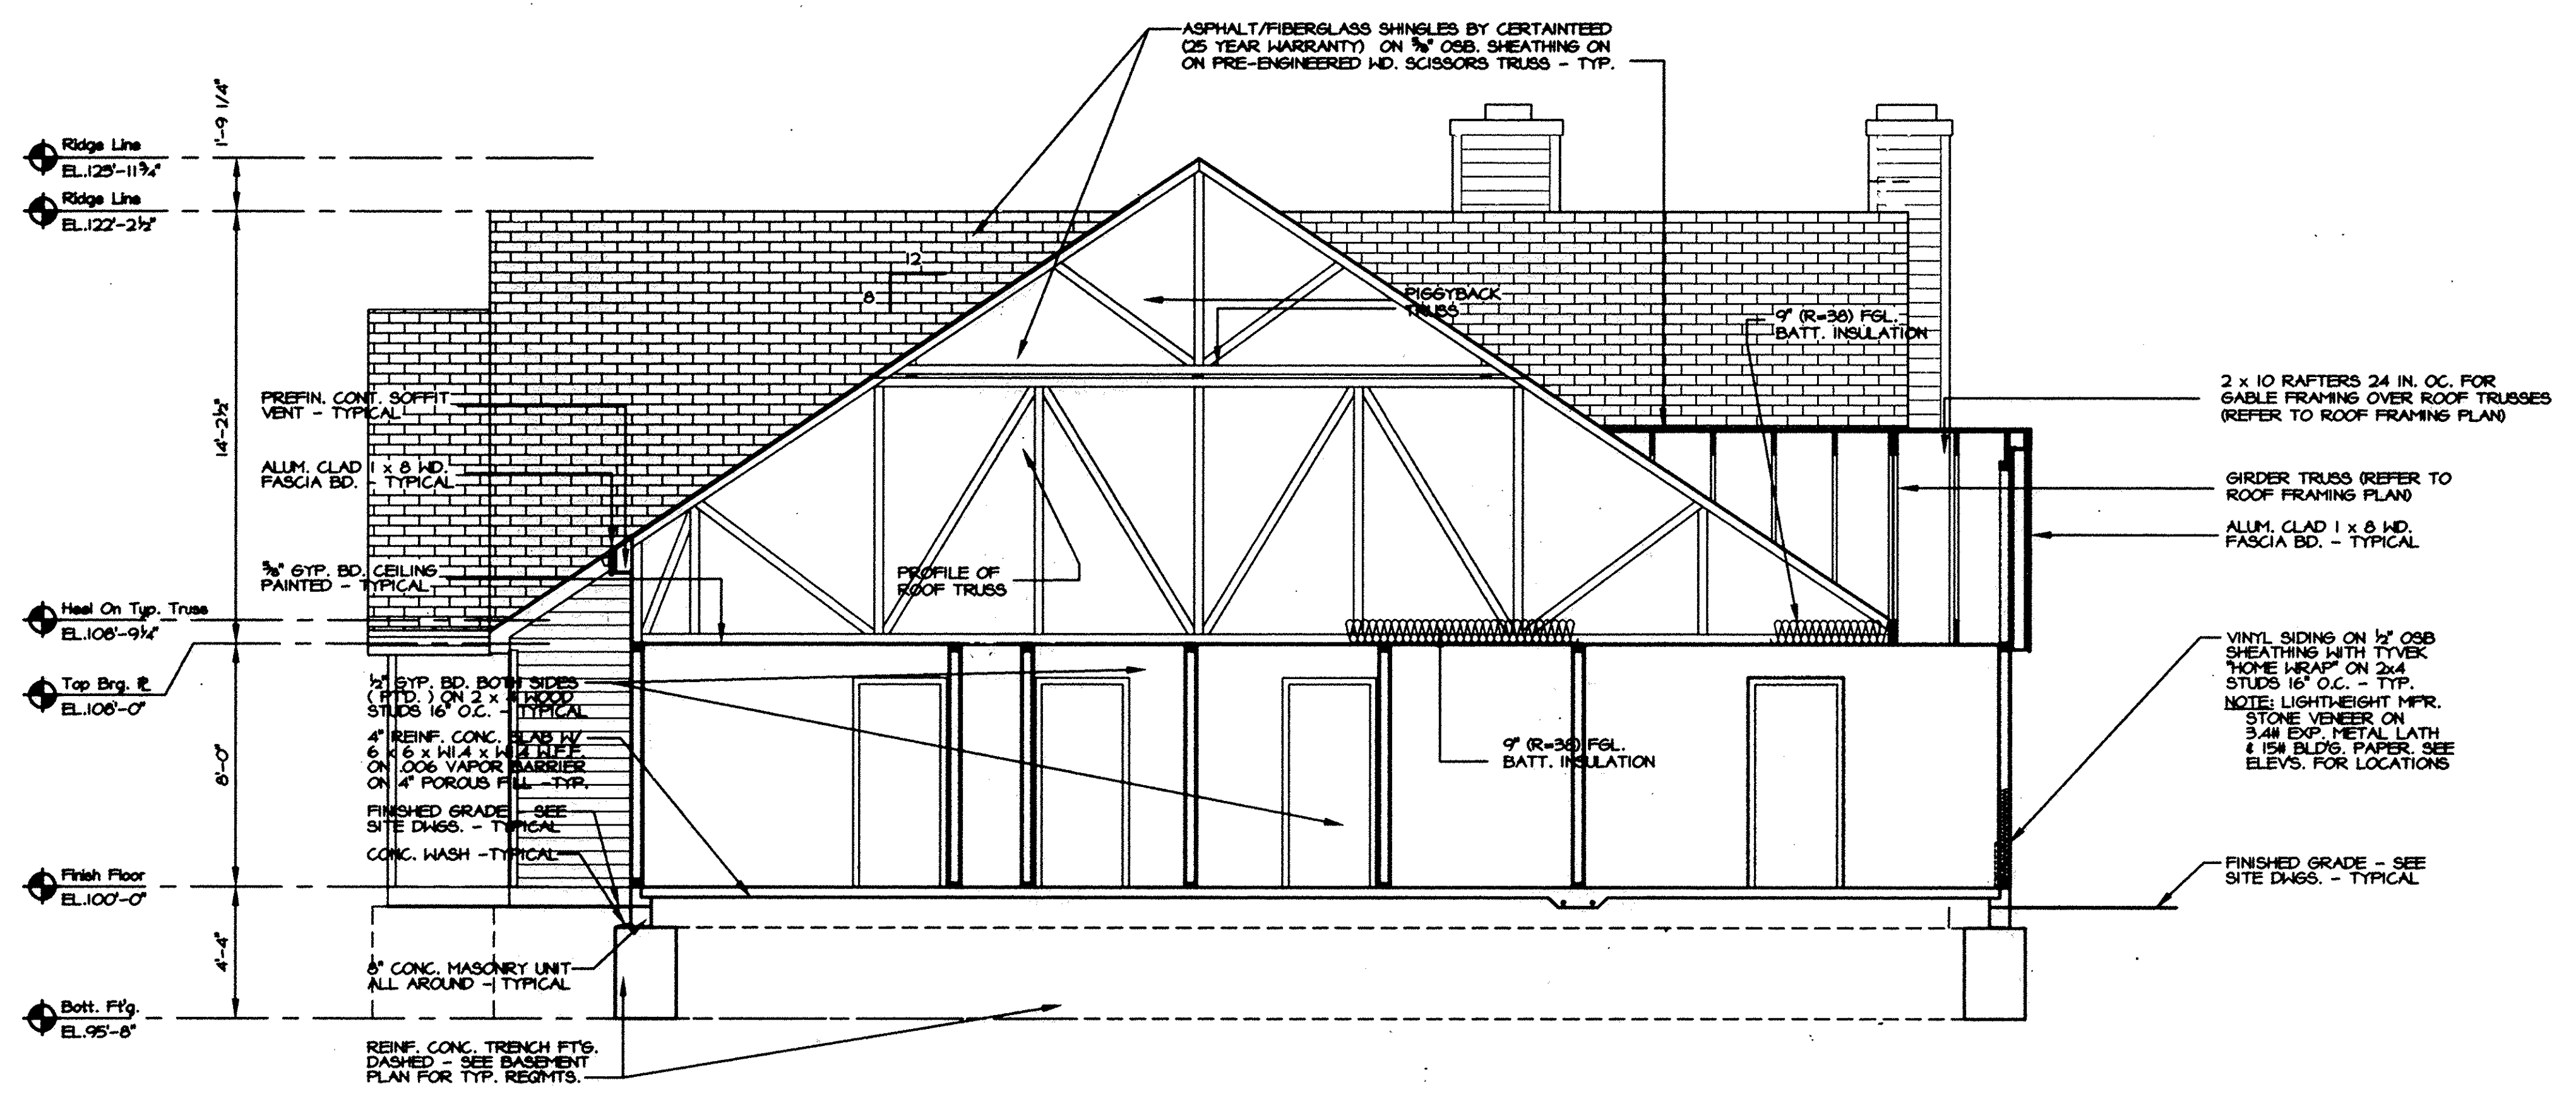 ASPHALT/FIBERGLASS SHINGLES BY CERTAINTEED
(25 YEAR WARRANTY) ON 5/8" OSB. SHEATHING ON
ON PRE-ENGINEERED WD. SCISSORS TRUSS - TYP.
1'-9 1/4"
Ridge Line
EL.123'-11 3/4"
Ridge Line
EL.122'-2 1/2"
12
8
PIGGYBACK
TRUSS
9" (R=38) FGL.
BATT. INSULATION
2 x 10 RAFTERS 24 IN. OC. FOR
GABLE FRAMING OVER ROOF TRUSSES
(REFER TO ROOF FRAMING PLAN)
PREFIN. CONT. SOFFIT
VENT - TYPICAL
14'-2 1/2"
ALUM. CLAD 1 x 8 WD.
FASCIA BD. - TYPICAL
GIRDER TRUSS (REFER TO
ROOF FRAMING PLAN)
ALUM. CLAD 1 x 8 WD.
FASCIA BD. - TYPICAL
5/8" GYP. BD. CEILING
PAINTED - TYPICAL
PROFILE OF
ROOF TRUSS
Heel On Typ. Truss
EL.108'-9 1/4"
Top Brg. PL
EL.108'-0"
VINYL SIDING ON 1/2" OSB
SHEATHING WITH TYVEK
"HOME WRAP" ON 2x4
STUDS 16" O.C. - TYP.
NOTE: LIGHTWEIGHT MF'R.
STONE VENEER ON
3.4# EXP. METAL LATH
& 15# BLD'G. PAPER. SEE
ELEVS. FOR LOCATIONS
1/2" GYP. BD. BOTH SIDES
( PTD. ) ON 2 x 4 WOOD
STUDS 16" O.C. - TYPICAL
4" REINF. CONC. SLAB W/
6 x 6 x W1.4 x W1.4 W.F.F.
ON .006 VAPOR BARRIER
ON 4" POROUS FILL -TYP.
9" (R=38) FGL.
BATT. INSULATION
8'-0"
FINISHED GRADE - SEE
SITE DWGS. - TYPICAL
CONC. WASH -TYPICAL
FINISHED GRADE - SEE
SITE DWGS. - TYPICAL
Finish Floor
EL.100'-0"
4'-4"
8" CONC. MASONRY UNIT
ALL AROUND - TYPICAL
Bott. Ft'g.
EL.95'-8"
REINF. CONC. TRENCH FT'G.
DASHED - SEE BASEMENT
PLAN FOR TYP. REQ'MTS.